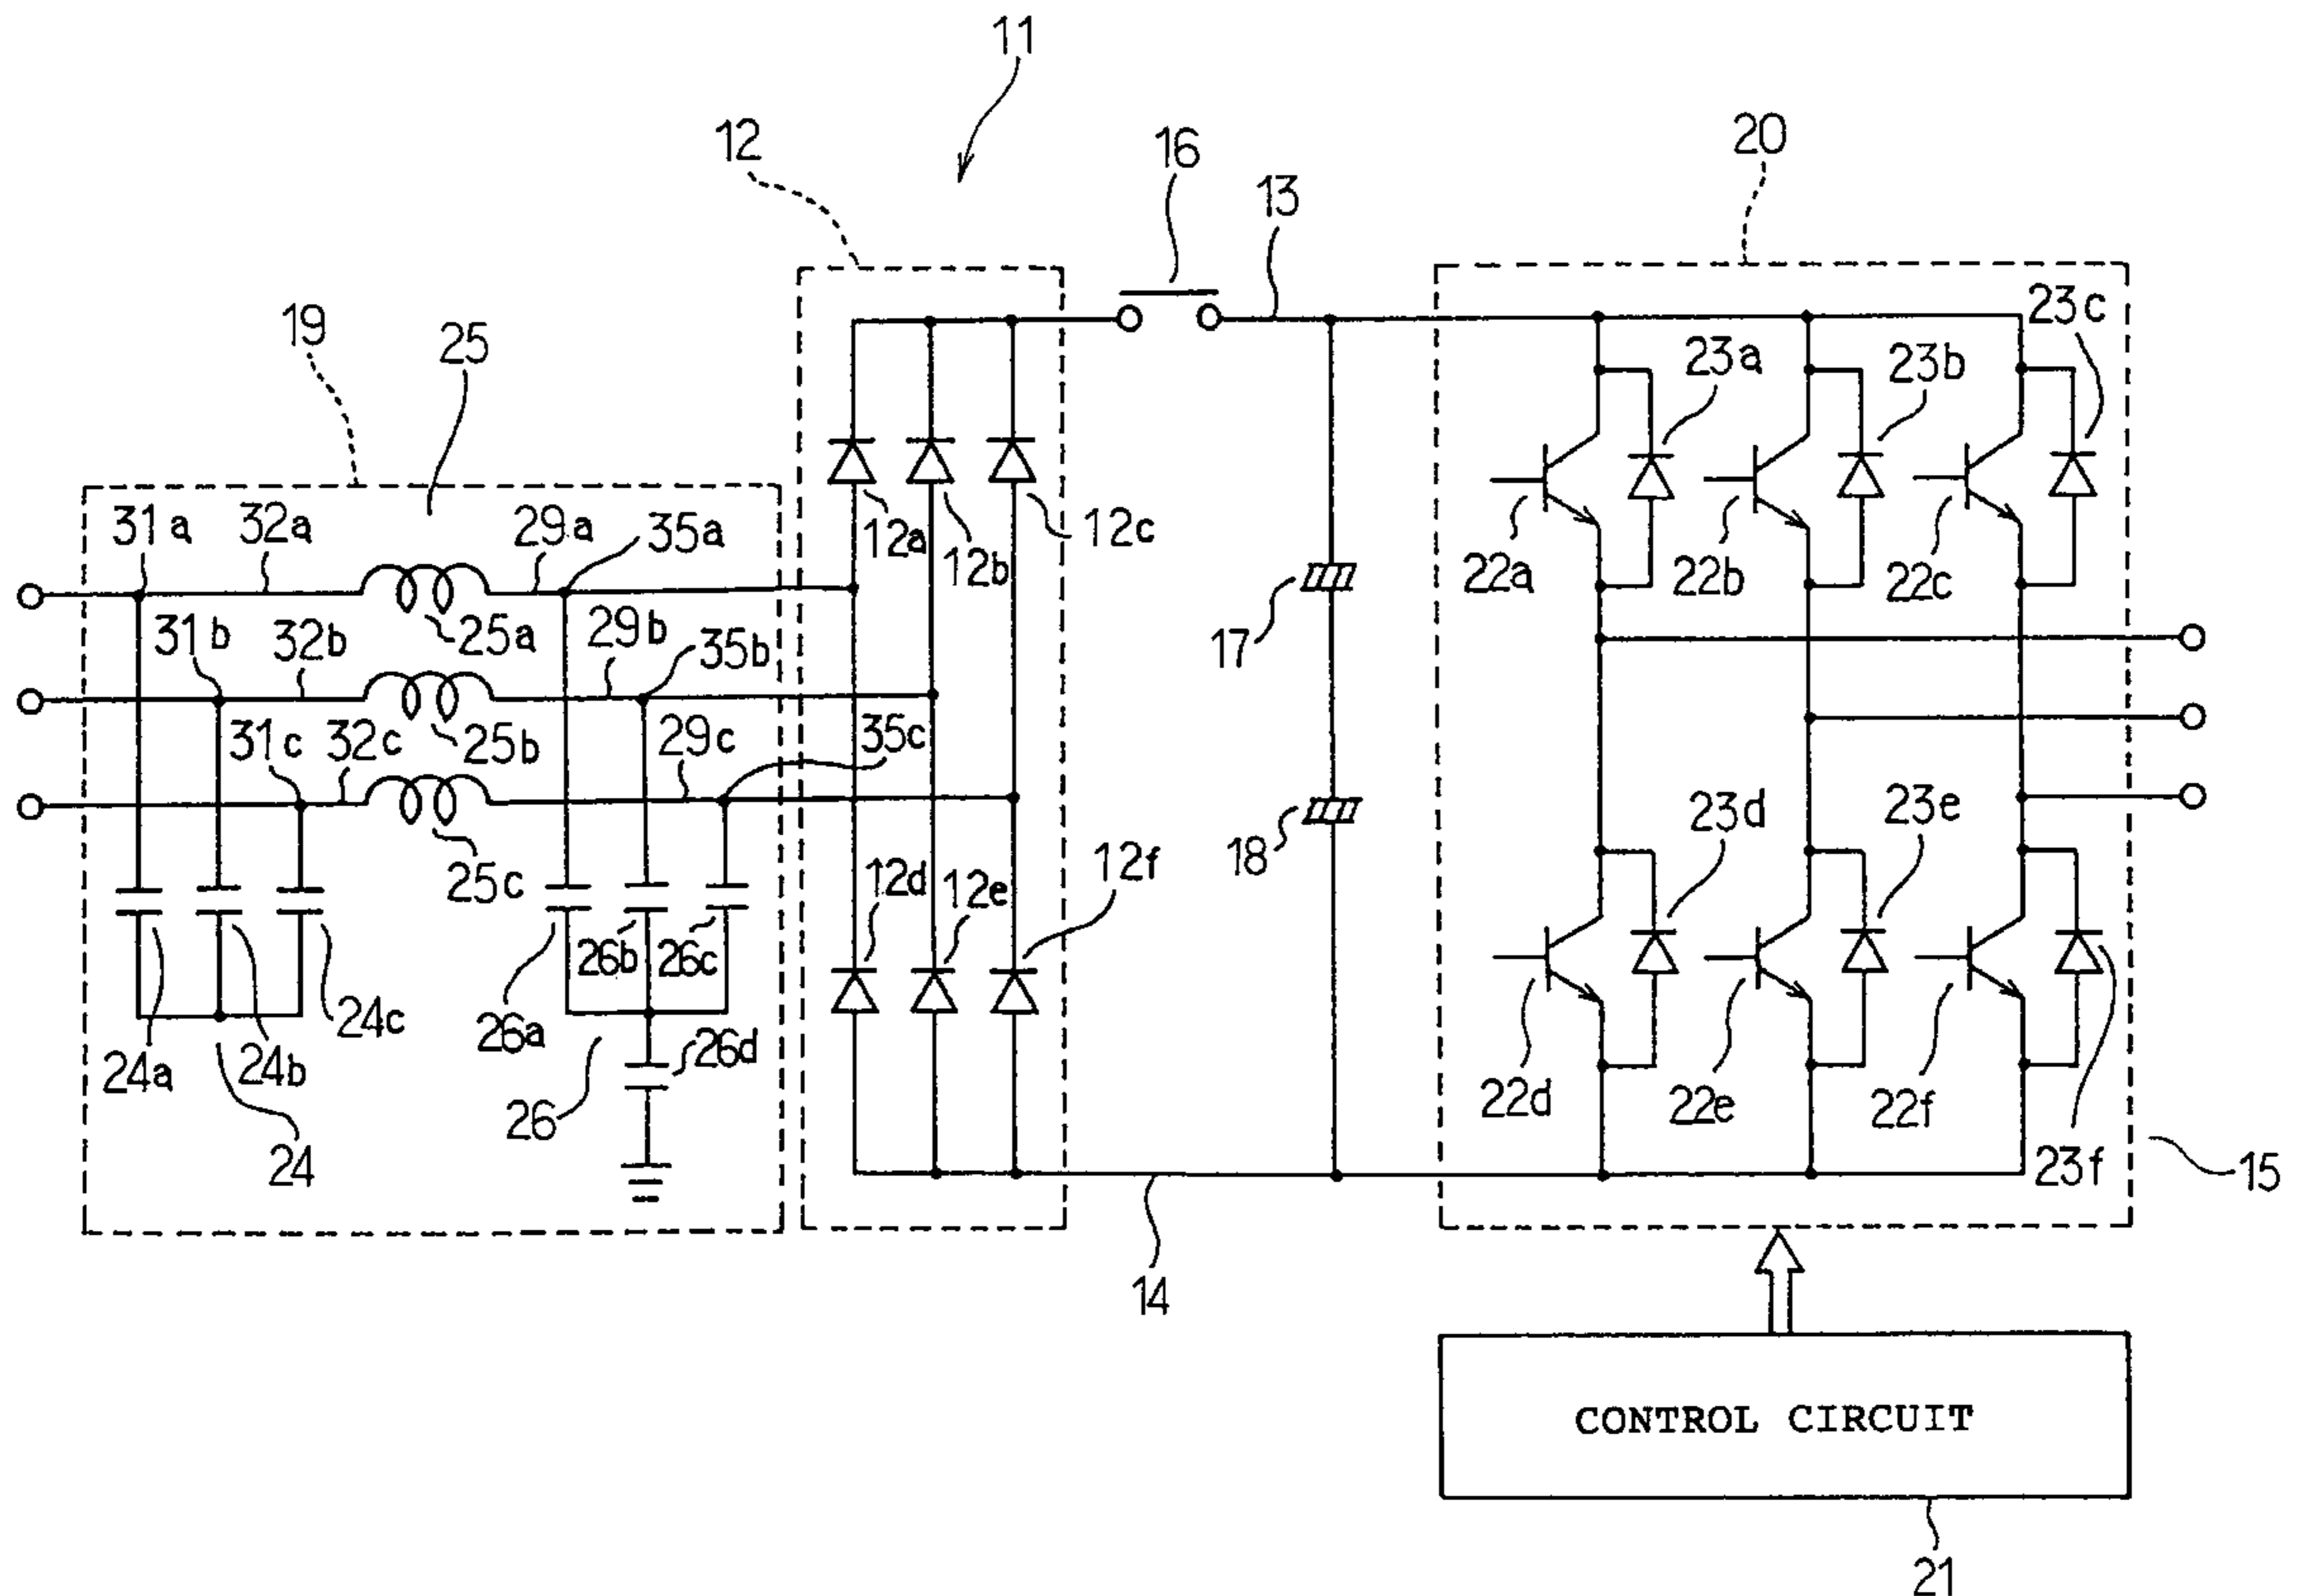 11
12
16
20
13
19
25
23c
23a
23b
31a
32a
29a
35a
12a
12b
12c
22a
22b
22c
31b
32b
25a
29b
35b
17
31c
32c
25b
29c
35c
25c
12d
12e
12f
18
23d
23e
26b
26c
24c
26a
26d
24a
24b
26
22d
22e
22f
23f
15
24
14
CONTROL CIRCUIT
21